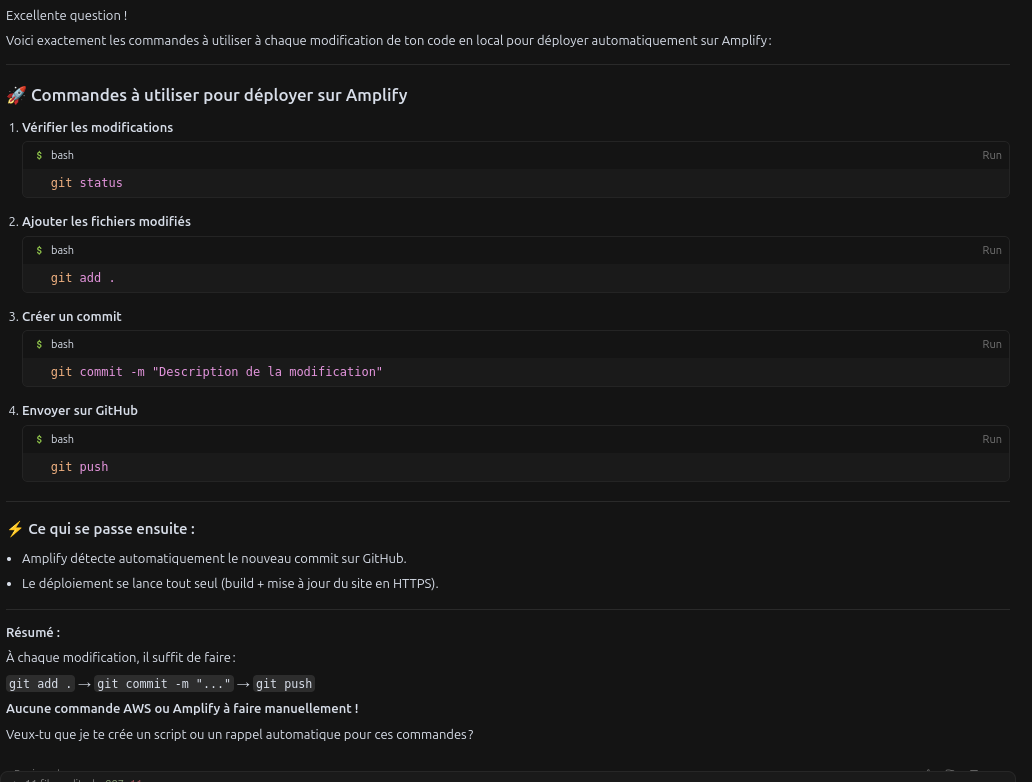 Excellente question !
Voici exactement les commandes à utiliser à chaque modification de ton code en local pour déployer automatiquement sur Amplify :
🚀 Commandes à utiliser pour déployer sur Amplify
1. Vérifier les modifications
$ bash Run
git status
2. Ajouter les fichiers modifiés
$ bash Run
git add .
3. Créer un commit
$ bash Run
git commit -m "Description de la modification"
4. Envoyer sur GitHub
$ bash Run
git push
⚡ Ce qui se passe ensuite :
• Amplify détecte automatiquement le nouveau commit sur GitHub.
• Le déploiement se lance tout seul (build + mise à jour du site en HTTPS).
Résumé :
À chaque modification, il suffit de faire :
git add . → git commit -m "..." → git push
Aucune commande AWS ou Amplify à faire manuellement !
Veux-tu que je te crée un script ou un rappel automatique pour ces commandes ?